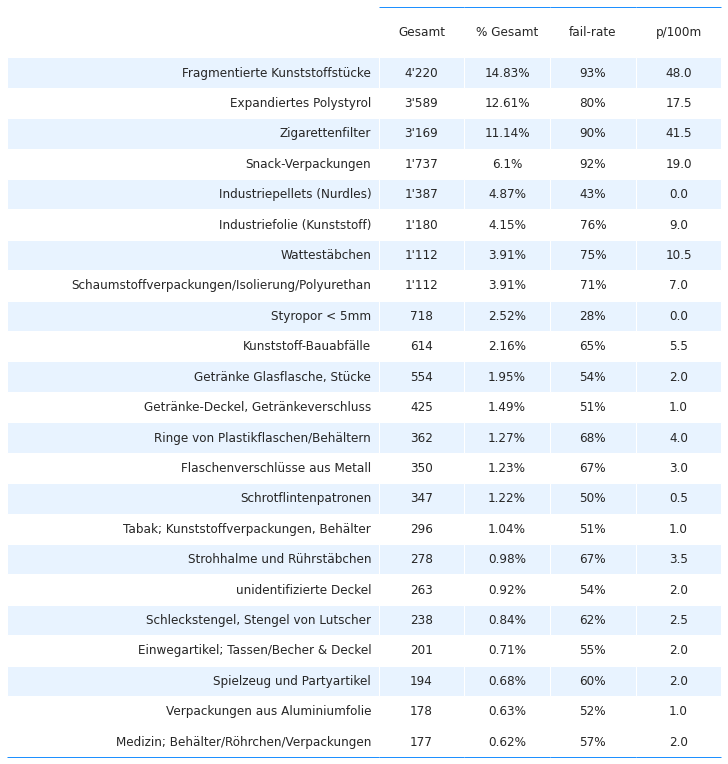 Gesamt % Gesamt fail-rate p/100m
Fragmentierte Kunststoffstücke 4'220 14.83% 93% 48.0
Expandiertes Polystyrol 3'589 12.61% 80% 17.5
Zigarettenfilter 3'169 11.14% 90% 41.5
Snack-Verpackungen 1'737 6.1% 92% 19.0
Industriepellets (Nurdles) 1'387 4.87% 43% 0.0
Industriefolie (Kunststoff) 1'180 4.15% 76% 9.0
Wattestäbchen 1'112 3.91% 75% 10.5
Schaumstoffverpackungen/Isolierung/Polyurethan 1'112 3.91% 71% 7.0
Styropor < 5mm 718 2.52% 28% 0.0
Kunststoff-Bauabfälle 614 2.16% 65% 5.5
Getränke Glasflasche, Stücke 554 1.95% 54% 2.0
Getränke-Deckel, Getränkeverschluss 425 1.49% 51% 1.0
Ringe von Plastikflaschen/Behältern 362 1.27% 68% 4.0
Flaschenverschlüsse aus Metall 350 1.23% 67% 3.0
Schrotflintenpatronen 347 1.22% 50% 0.5
Tabak; Kunststoffverpackungen, Behälter 296 1.04% 51% 1.0
Strohhalme und Rührstäbchen 278 0.98% 67% 3.5
unidentifizierte Deckel 263 0.92% 54% 2.0
Schleckstengel, Stengel von Lutscher 238 0.84% 62% 2.5
Einwegartikel; Tassen/Becher & Deckel 201 0.71% 55% 2.0
Spielzeug und Partyartikel 194 0.68% 60% 2.0
Verpackungen aus Aluminiumfolie 178 0.63% 52% 1.0
Medizin; Behälter/Röhrchen/Verpackungen 177 0.62% 57% 2.0